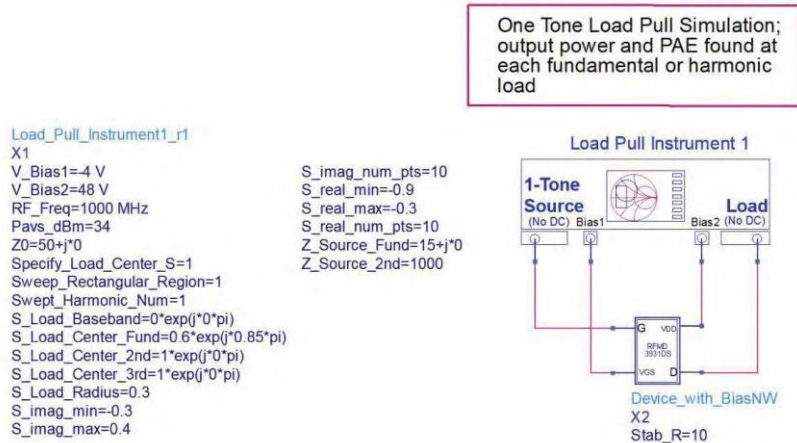 One Tone Load Pull Simulation;
output power and PAE found at
each fundamental or harmonic
load
Load_Pull_Instrument1_r1
X1
V_Bias1=-4 V
V_Bias2=48 V
RF_Freq=1000 MHz
Pavs_dBm=34
Z0=50+j*0
Specify_Load_Center_S=1
Sweep_Rectangular_Region=1
Swept_Harmonic_Num=1
S_Load_Baseband=0*exp(j*0*pi)
S_Load_Center_Fund=0.6*exp(j*0.85*pi)
S_Load_Center_2nd=1*exp(j*0*pi)
S_Load_Center_3rd=1*exp(j*0*pi)
S_Load_Radius=0.3
S_imag_min=-0.3
S_imag_max=0.4
S_imag_num_pts=10
S_real_min=-0.9
S_real_max=-0.3
S_real_num_pts=10
Z_Source_Fund=15+j*0
Z_Source_2nd=1000
Load Pull Instrument 1
1-Tone
Source
(No DC)
Bias1
Bias2
Load
(No DC)
G
VDD
RFMD
3931DS
VGS
D
Device_with_BiasNW
X2
Stab_R=10